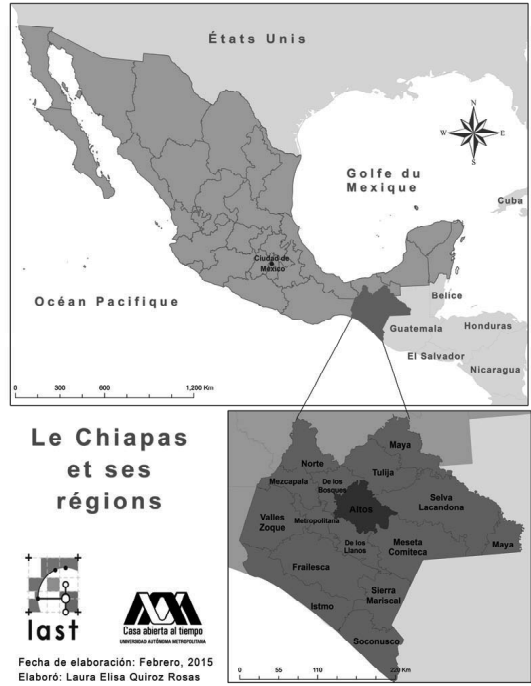 États Unis
N
W
E
S
Golfe du
Mexique
Cuba
Ciudad de
México
Océan Pacifique
Belice
Guatemala
Honduras
El Salvador
Nicaragua
0 300 600 1,200 Km
Le Chiapas
et ses
régions
Maya
Norte
Tulija
Mezcapala
De los
Bosques
Selva
Lacandona
Altos
Valles
Zoque
Metropolitana
De los
Llanos
Meseta
Comiteca
Maya
Frailesca
Sierra
Mariscal
Istmo
Soconusco
0 55 110 220 Km
last
Casa abierta al tiempo
UNIVERSIDAD AUTÓNOMA METROPOLITANA
Fecha de elaboración: Febrero, 2015
Elaboró: Laura Elisa Quiroz Rosas